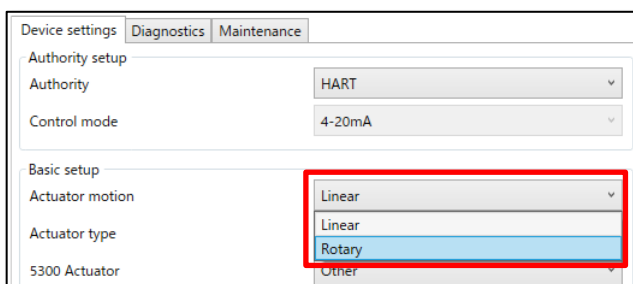 Device settings Diagnostics Maintenance
Authority setup
Authority HART
Control mode 4-20mA
Basic setup
Actuator motion Linear
Linear
Actuator type
Rotary
5300 Actuator Other